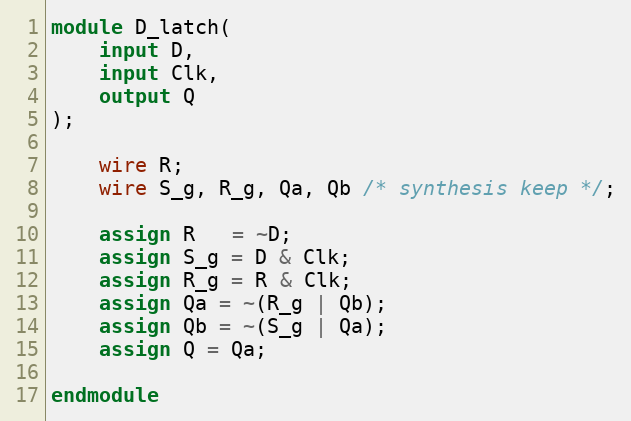 1 module D_latch(
2     input D,
3     input Clk,
4     output Q
5 );
6
7     wire R;
8     wire S_g, R_g, Qa, Qb /* synthesis keep */;
9
10     assign R   = ~D;
11     assign S_g = D & Clk;
12     assign R_g = R & Clk;
13     assign Qa = ~(R_g | Qb);
14     assign Qb = ~(S_g | Qa);
15     assign Q = Qa;
16
17 endmodule